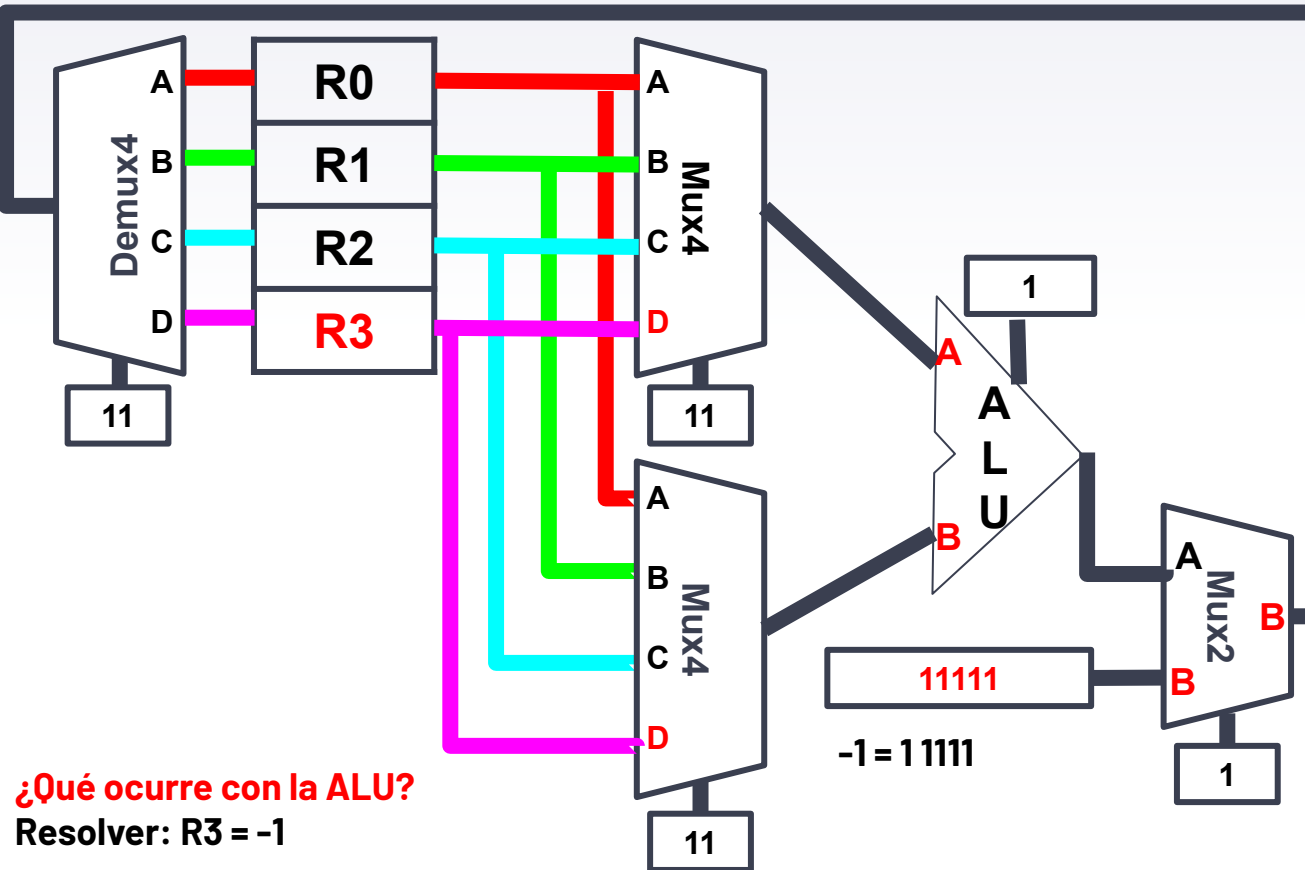 A
B
C
D
Demux4
11
R0
R1
R2
R3
A
B
C
D
Mux4
11
A
B
C
D
Mux4
11
1
A
B
A
L
U
11111
-1 = 1 1111
A
B
B
Mux2
1
¿Qué ocurre con la ALU?
Resolver: R3 = -1